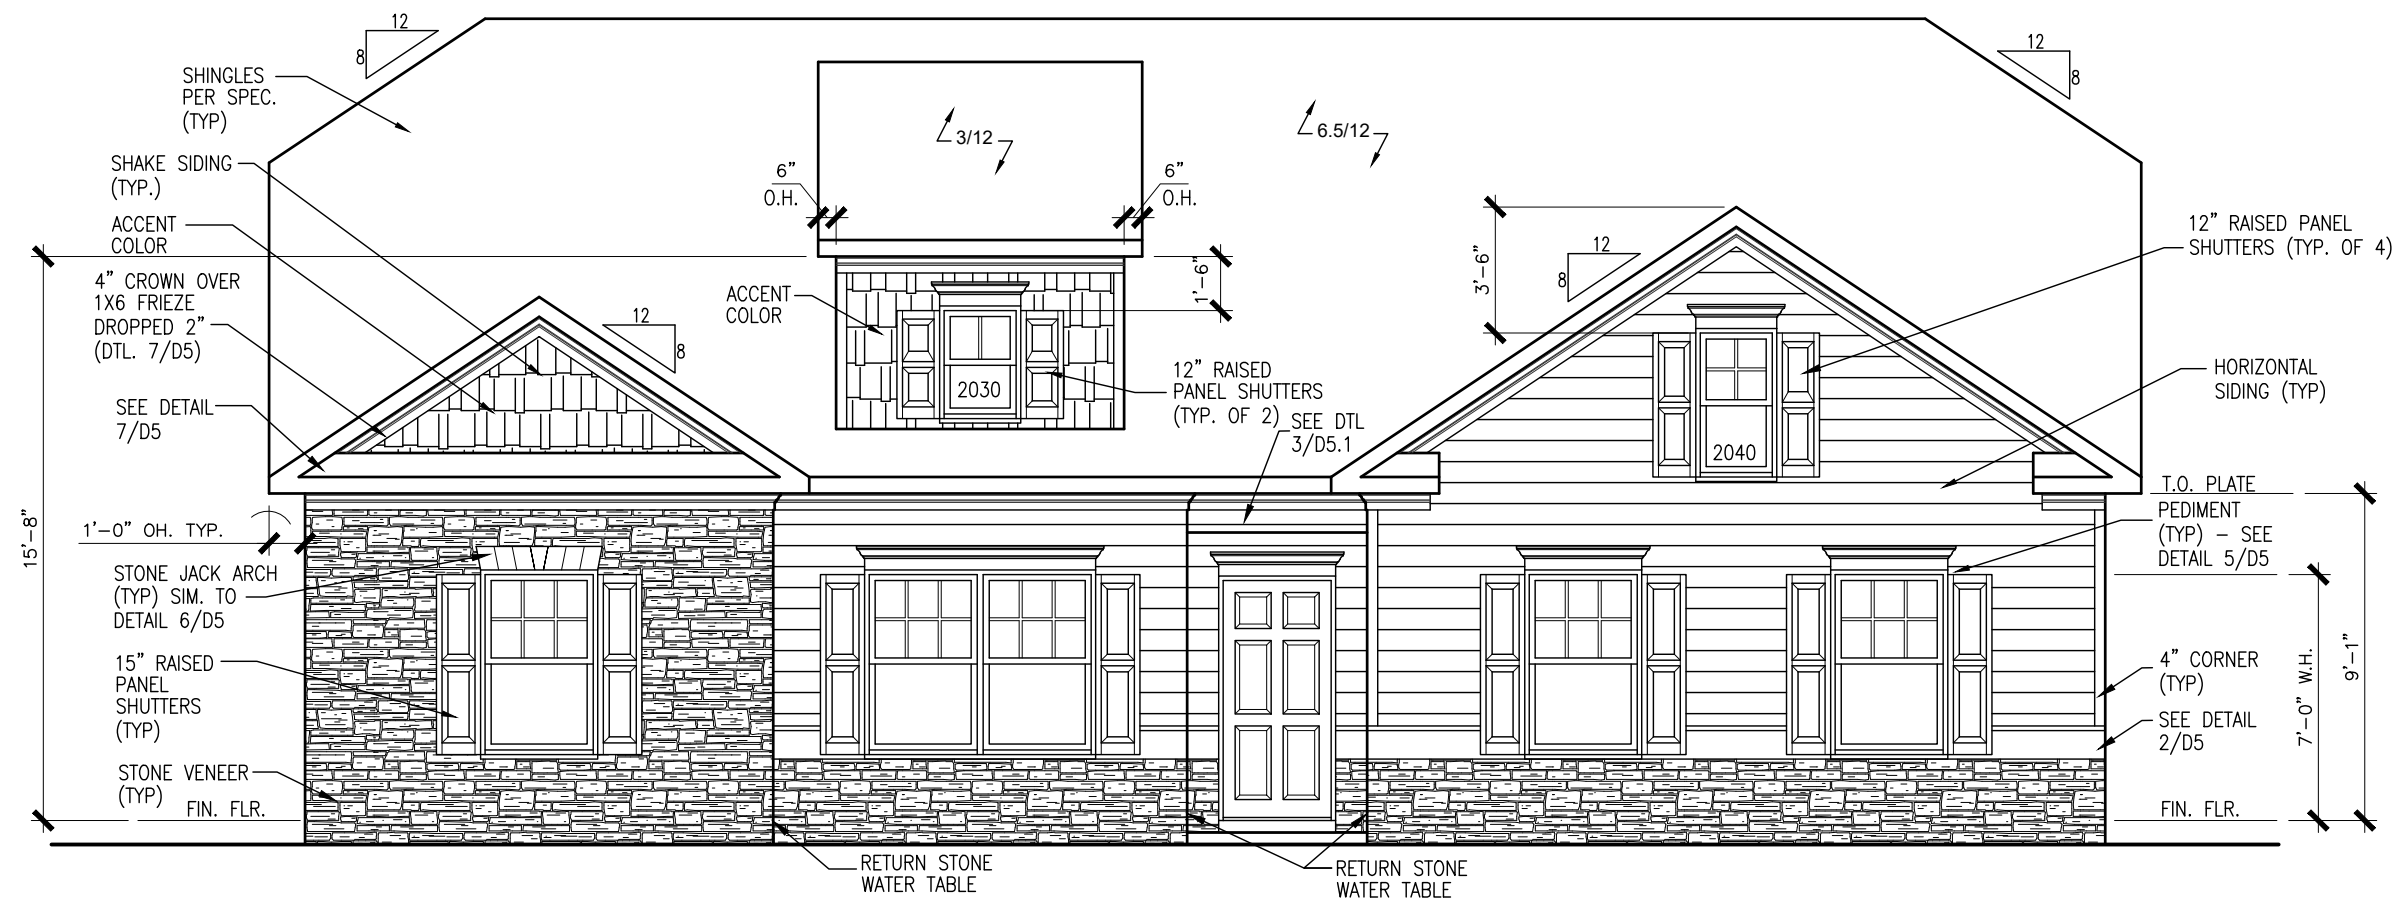 12
8
SHINGLES
PER SPEC.
(TYP)
SHAKE SIDING
(TYP.)
ACCENT
COLOR
4” CROWN OVER
1X6 FRIEZE
DROPPED 2”
(DTL. 7/D5)
SEE DETAIL
7/D5
15’-8”
1’-0” OH. TYP.
STONE JACK ARCH
(TYP) SIM. TO
DETAIL 6/D5
15” RAISED
PANEL
SHUTTERS
(TYP)
STONE VENEER
(TYP)
FIN. FLR.
12
8
3/12
6.5/12
6”
O.H.
6”
O.H.
ACCENT
COLOR
2030
1’-6”
12” RAISED
PANEL SHUTTERS
(TYP. OF 2)
SEE DTL
3/D5.1
RETURN STONE
WATER TABLE
RETURN STONE
WATER TABLE
3’-6”
12
8
2040
12
8
12” RAISED PANEL
SHUTTERS (TYP. OF 4)
HORIZONTAL
SIDING (TYP)
T.O. PLATE
PEDIMENT
(TYP) – SEE
DETAIL 5/D5
4” CORNER
(TYP)
SEE DETAIL
2/D5
7’-0” W.H.
9’-1”
FIN. FLR.